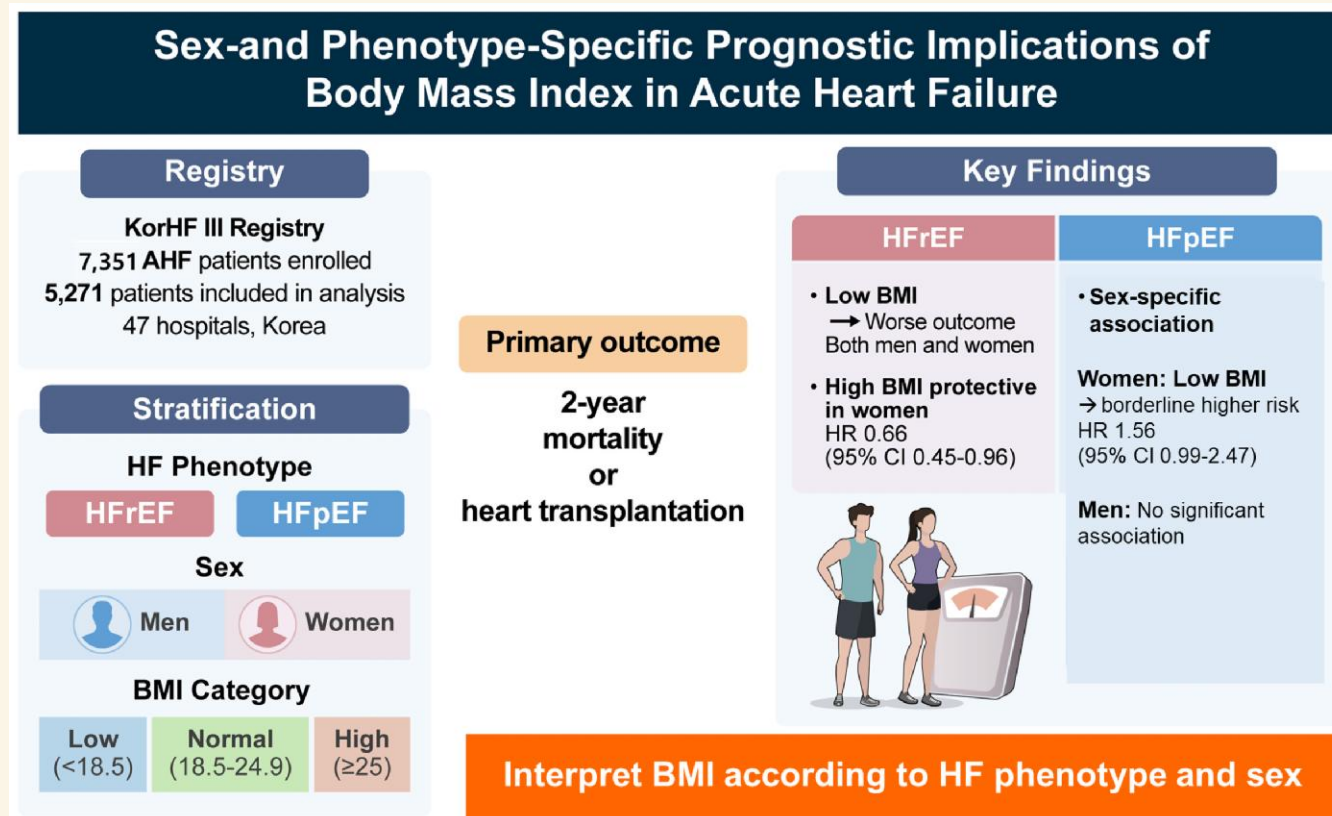 Sex-and Phenotype-Specific Prognostic Implications of
Body Mass Index in Acute Heart Failure
Registry
KorHF III Registry
7,351 AHF patients enrolled
5,271 patients included in analysis
47 hospitals, Korea
Stratification
HF Phenotype
HFrEF
HFpEF
Sex
Men
Women
BMI Category
Low
(<18.5)
Normal
(18.5-24.9)
High
(≥25)
Primary outcome
2-year
mortality
or
heart transplantation
Key Findings
HFrEF
• Low BMI
→ Worse outcome
Both men and women
• High BMI protective
in women
HR 0.66
(95% CI 0.45-0.96)
HFpEF
• Sex-specific
association
Women: Low BMI
→ borderline higher risk
HR 1.56
(95% CI 0.99-2.47)
Men: No significant
association
Interpret BMI according to HF phenotype and sex